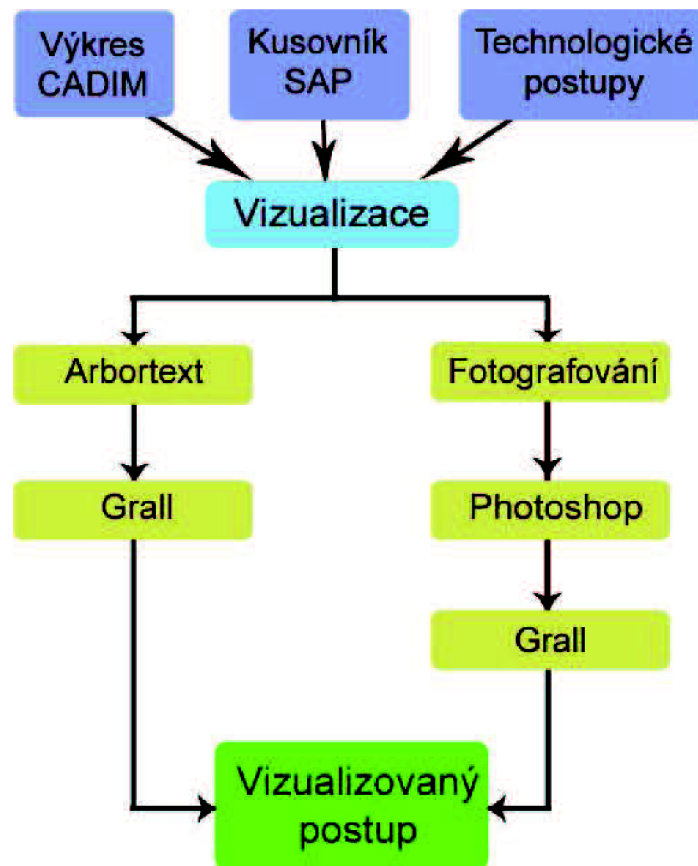 Výkres
CADIM
Kusovník
SAP
Technologické
postupy
Vizualizace
Arbortext
Fotografování
Grall
Photoshop
Grall
Vizualizovaný
postup